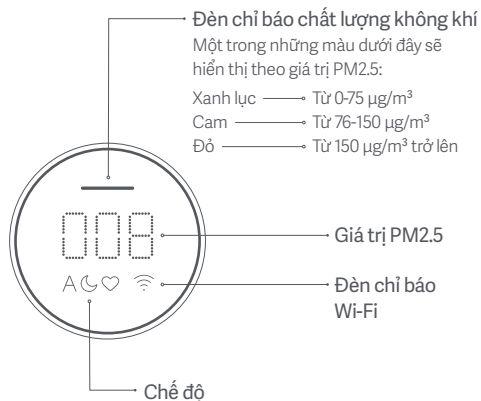 Đèn chỉ báo chất lượng không khí
Một trong những màu dưới đây sẽ
hiển thị theo giá trị PM2.5:
Xanh lục Từ 0-75 µg/m³
Cam Từ 76-150 µg/m³
Đỏ Từ 150 µg/m³ trở lên
008
Giá trị PM2.5
A
Đèn chỉ báo
Wi-Fi
Chế độ